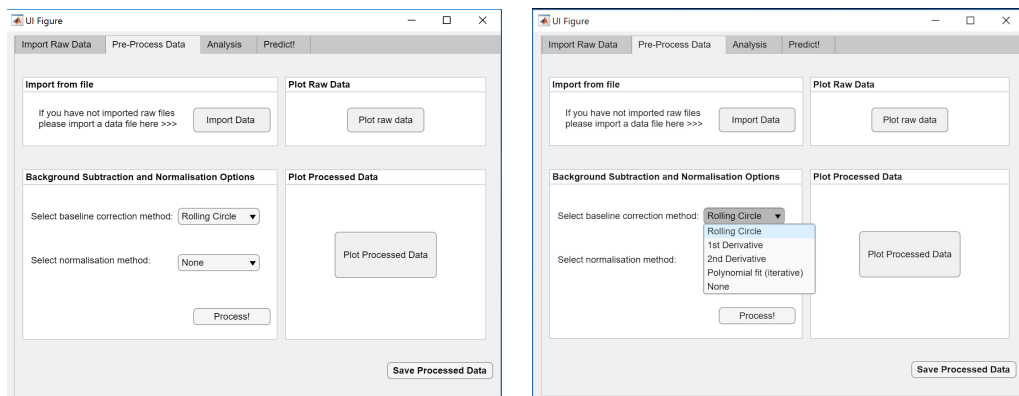 UI Figure
Import Raw Data Pre-Process Data Analysis Predict!
Import from file
If you have not imported raw files
please import a data file here >>>
Import Data
Plot Raw Data
Plot raw data
Background Subtraction and Normalisation Options
Select baseline correction method: Rolling Circle
Select normalisation method: None
Process!
Plot Processed Data
Plot Processed Data
Save Processed Data
UI Figure
Import Raw Data Pre-Process Data Analysis Predict!
Import from file
If you have not imported raw files
please import a data file here >>>
Import Data
Plot Raw Data
Plot raw data
Background Subtraction and Normalisation Options
Select baseline correction method: Rolling Circle
Rolling Circle
1st Derivative
2nd Derivative
Polynomial fit (iterative)
None
Select normalisation method:
Process!
Plot Processed Data
Plot Processed Data
Save Processed Data